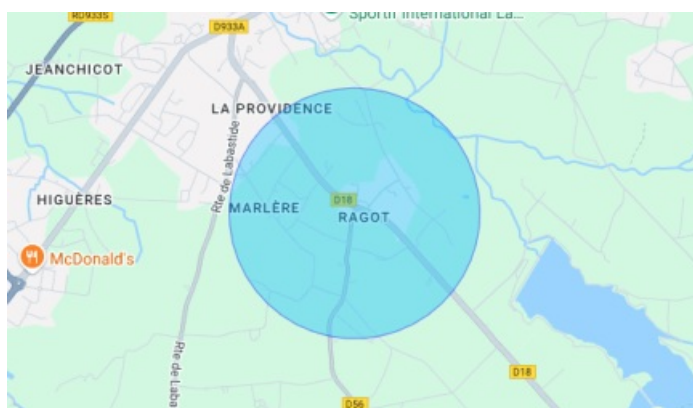 RD933S
D933A
Sportif International La...
JEANCHICOT
LA PROVIDENCE
Rte de Labastide
HIGUÈRES
MARLÈRE
D18
RAGOT
McDonald's
Rte de Laba
D18
D56